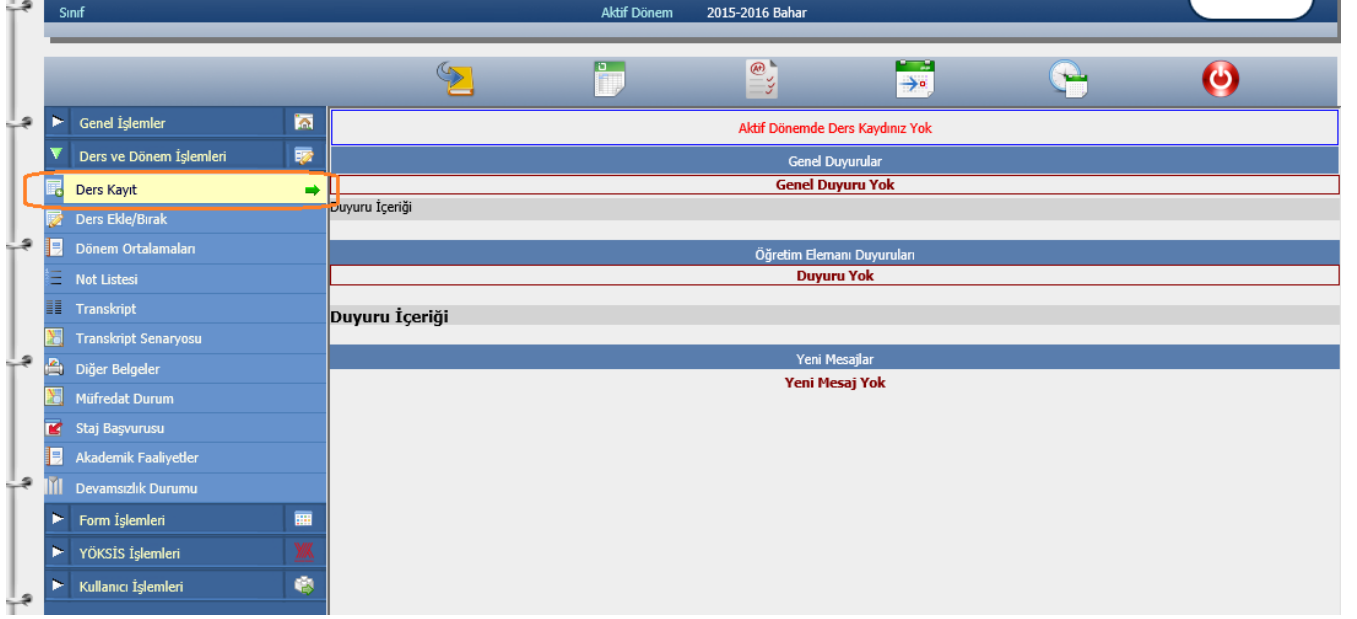 Sınıf Aktif Dönem 2015-2016 Bahar
Genel İşlemler
Ders ve Dönem İşlemleri
Ders Kayıt
Ders Ekle/Bırak
Dönem Ortalamaları
Not Listesi
Transkript
Transkript Senaryosu
Diğer Belgeler
Müfredat Durum
Staj Başvurusu
Akademik Faaliyetler
Devamsızlık Durumu
Form İşlemleri
YÖKSİS İşlemleri
Kullanıcı İşlemleri
Aktif Dönemde Ders Kaydınız Yok
Genel Duyurular
Genel Duyuru Yok
Duyuru İçeriği
Öğretim Elemanı Duyuruları
Duyuru Yok
Duyuru İçeriği
Yeni Mesajlar
Yeni Mesaj Yok